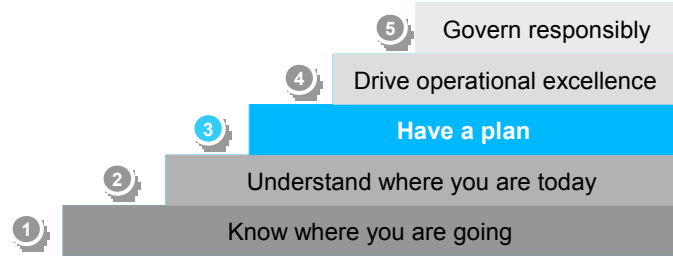 5 Govern responsibly
4 Drive operational excellence
3 Have a plan
2 Understand where you are today
1 Know where you are going